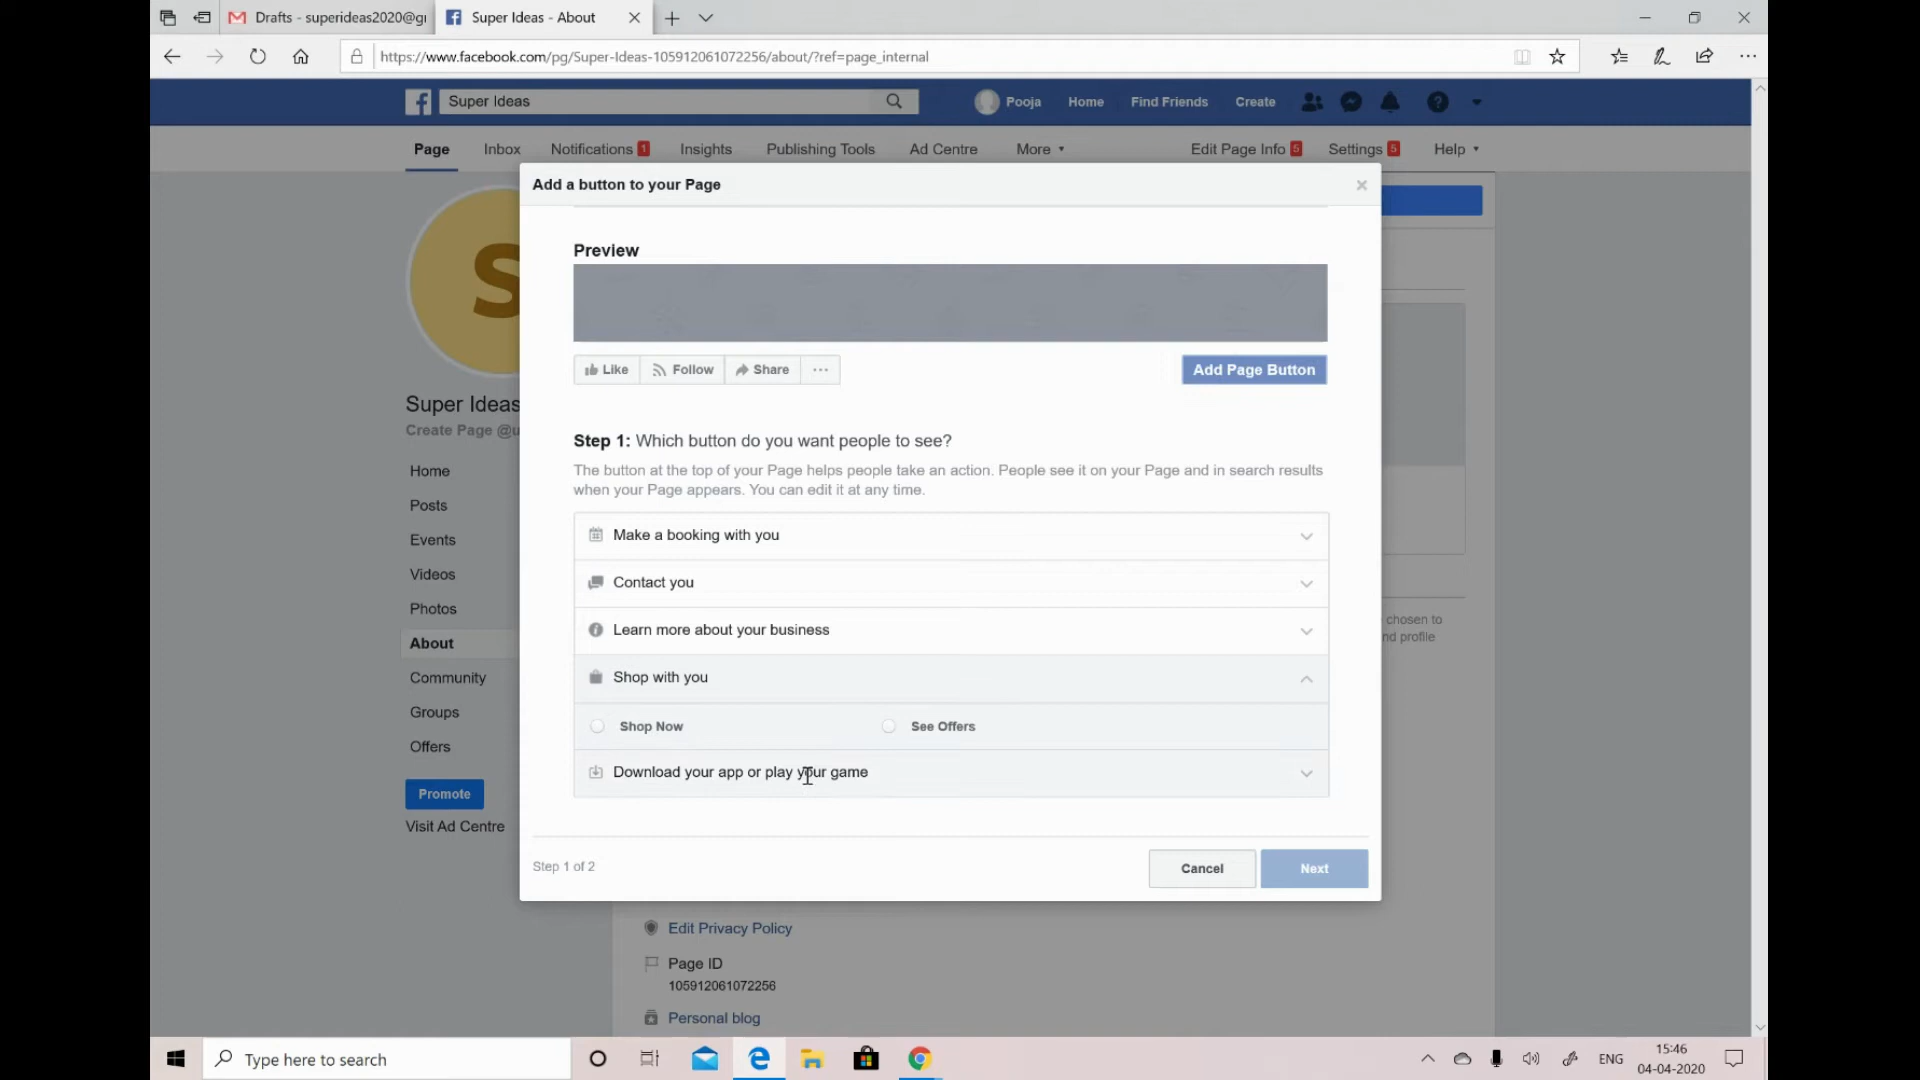 Drafts - superideas2020@g
Super Ideas - About
https://www.facebook.com/pg/Super-Ideas-105912061072256/about/?ref=page_internal
Super Ideas
Pooja
Home
Find Friends
Create
Page
Inbox
Notifications 1
Insights
Publishing Tools
Ad Centre
More
Edit Page Info 5
Settings 5
Help
Add a button to your Page
S
Super Ideas
Create Page @u
Home
Posts
Events
Videos
Photos
About
Community
Groups
Offers
Promote
Visit Ad Centre
Preview
Like
Follow
Share
Add Page Button
Step 1: Which button do you want people to see?
The button at the top of your Page helps people take an action. People see it on your Page and in search results
when your Page appears. You can edit it at any time.
Make a booking with you
Contact you
Learn more about your business
Shop with you
Shop Now
See Offers
Download your app or play your game
Step 1 of 2
Cancel
Next
chosen to
nd profile
Edit Privacy Policy
Page ID
105912061072256
Personal blog
Type here to search
ENG
15:46
04-04-2020